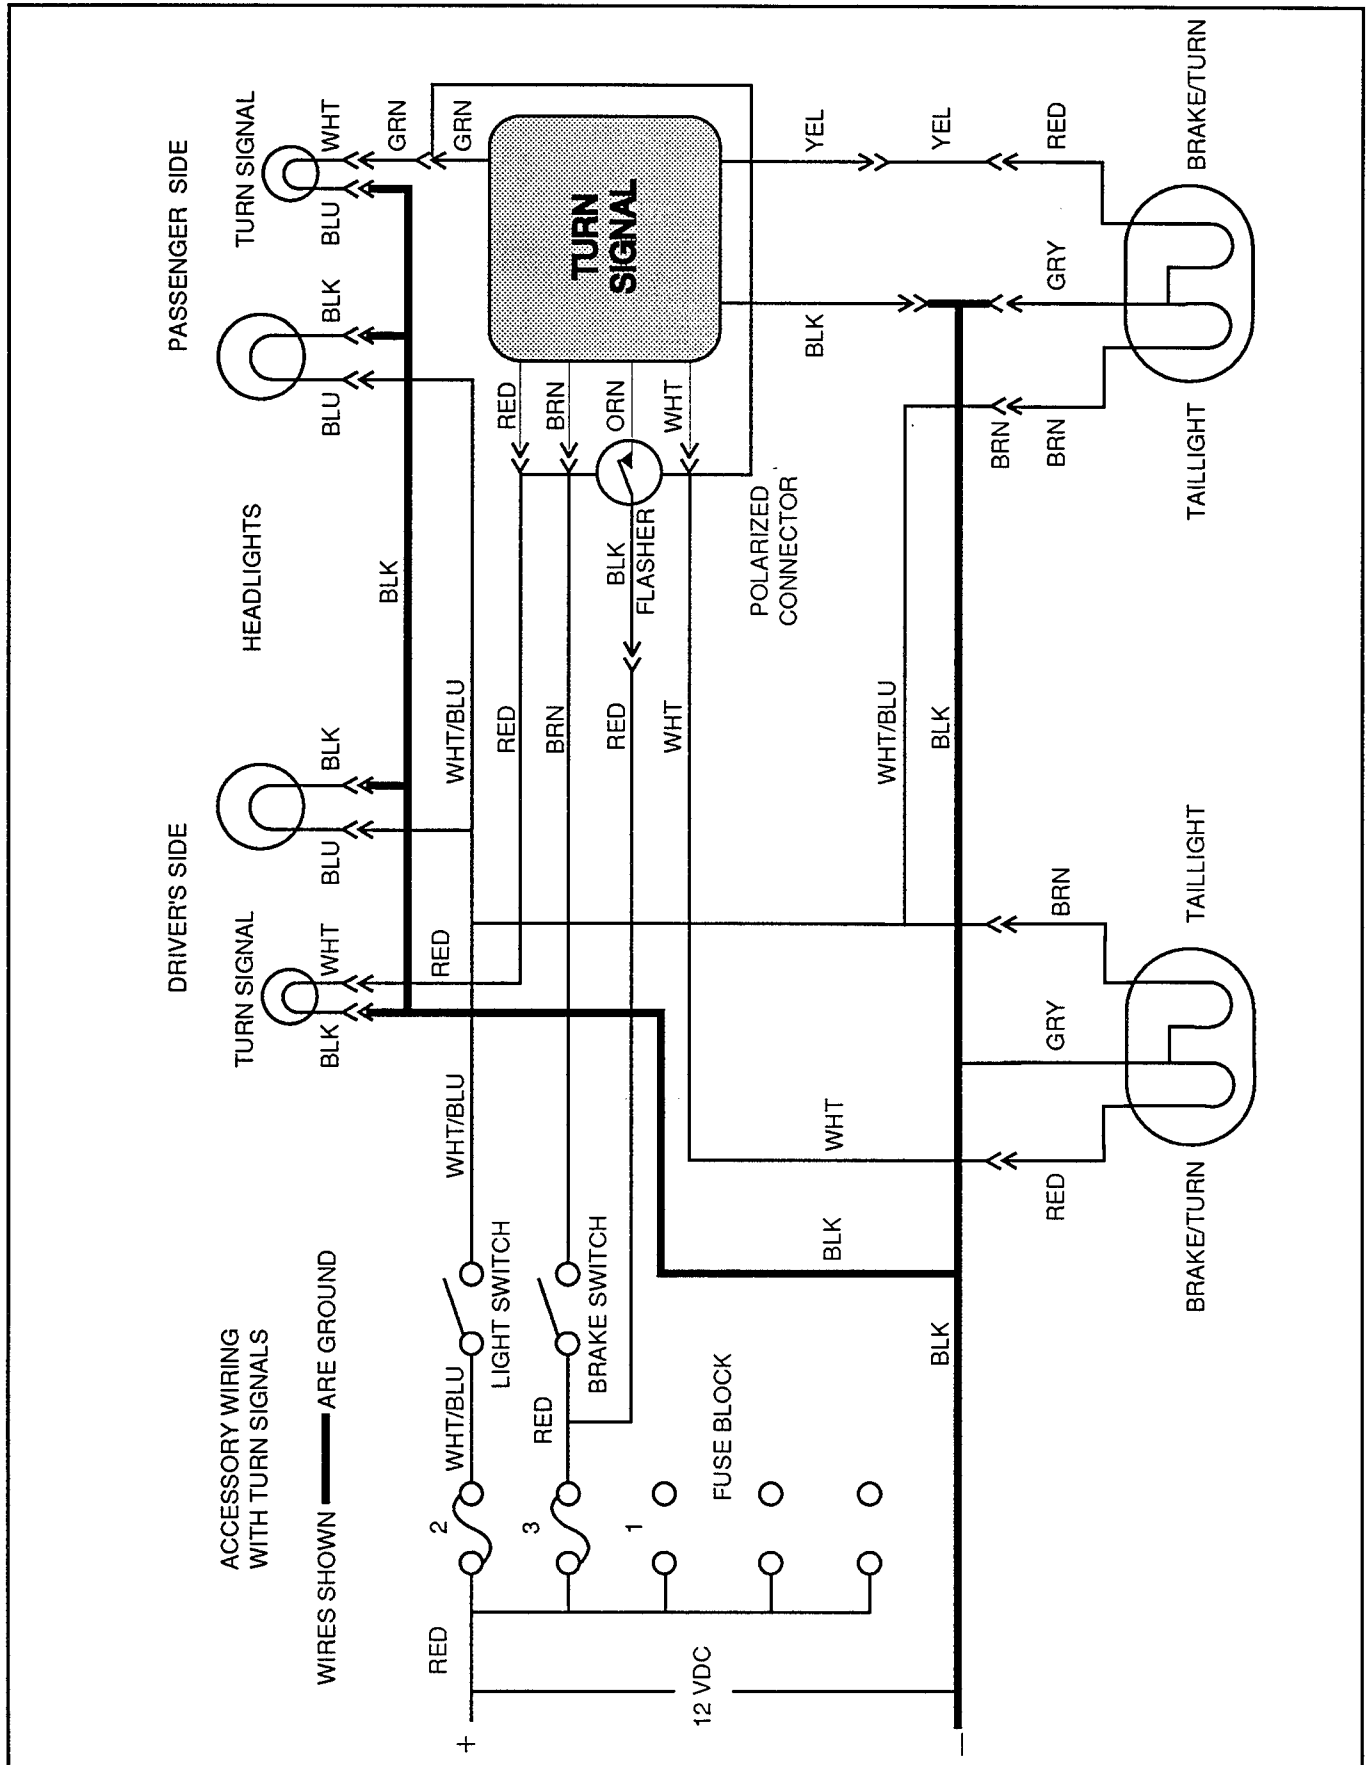 ACCESSORY WIRING
WITH TURN SIGNALS
WIRES SHOWN
ARE GROUND
DRIVER'S SIDE
HEADLIGHTS
PASSENGER SIDE
TURN SIGNAL
TURN SIGNAL
BLK
WHT
BLU
BLK
BLU
BLK
BLU
WHT
BLK
GRN
GRN
RED
+
RED
2
WHT/BLU
LIGHT SWITCH
WHT/BLU
RED
WHT/BLU
3
RED
BRAKE SWITCH
RED
BRN
RED
WHT
RED
BRN
ORN
WHT
BLK
FLASHER
TURN
SIGNAL
1
FUSE BLOCK
POLARIZED
CONNECTOR
12 VDC
BLK
WHT
BLK
YEL
WHT/BLU
–
BLK
BLK
YEL
BRN
RED
GRY
BRN
BRN
GRY
RED
BRAKE/TURN
TAILLIGHT
TAILLIGHT
BRAKE/TURN